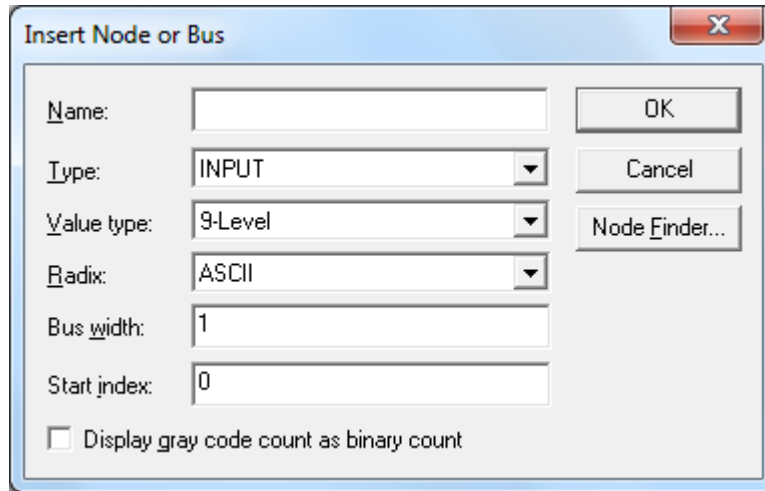 Insert Node or Bus
Name:
OK
Type: INPUT
Cancel
Value type: 9-Level
Node Finder...
Radix: ASCII
Bus width: 1
Start index: 0
Display gray code count as binary count